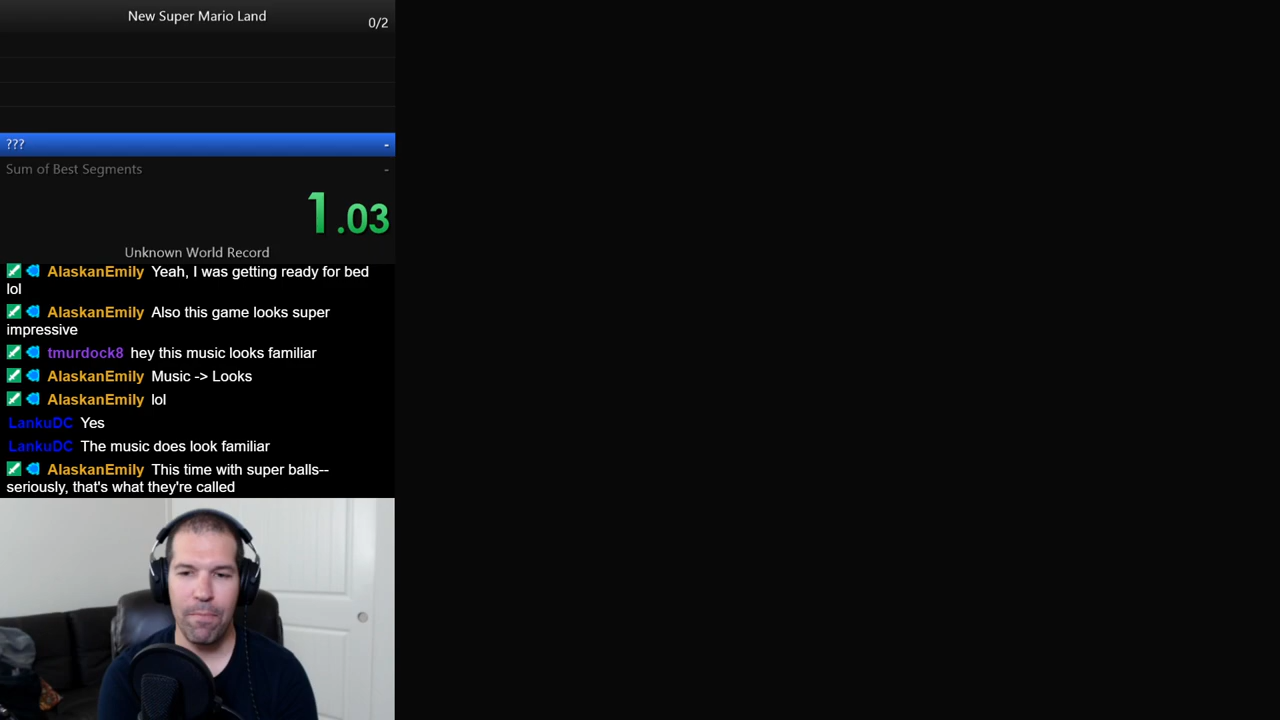 New Super Mario Land
0/2
??? -
Sum of Best Segments -
1.03
Unknown World Record
AlaskanEmily Yeah, I was getting ready for bed
lol
AlaskanEmily Also this game looks super
impressive
tmurdock8 hey this music looks familiar
AlaskanEmily Music -> Looks
AlaskanEmily lol
LankuDC Yes
LankuDC The music does look familiar
AlaskanEmily This time with super balls--
seriously, that's what they're called